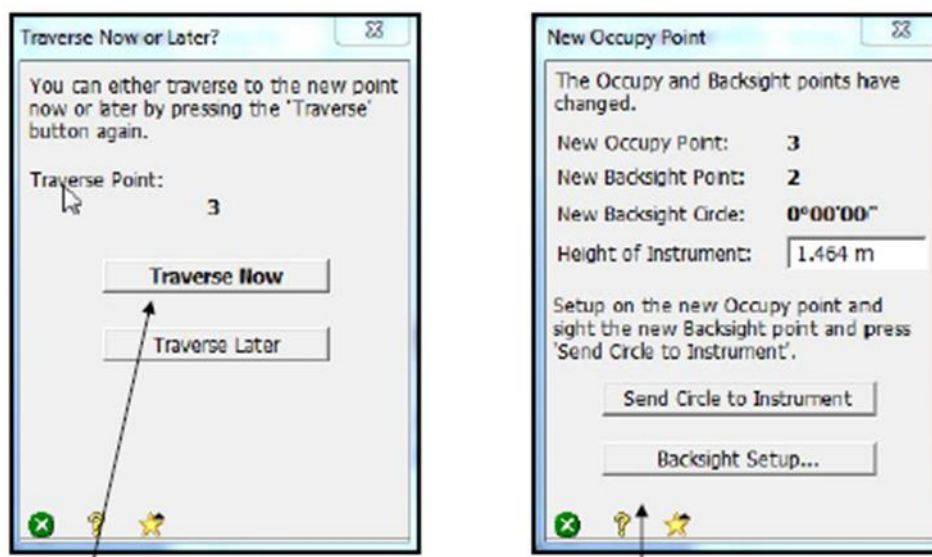 Traverse Now or Later?
You can either traverse to the new point
now or later by pressing the 'Traverse'
button again.
Traverse Point:
3
Traverse Now
Traverse Later
New Occupy Point
The Occupy and Backsight points have
changed.
New Occupy Point: 3
New Backsight Point: 2
New Backsight Circle: 0°00'00"
Height of Instrument: 1.464 m
Setup on the new Occupy point and
sight the new Backsight point and press
'Send Circle to Instrument'.
Send Circle to Instrument
Backsight Setup...